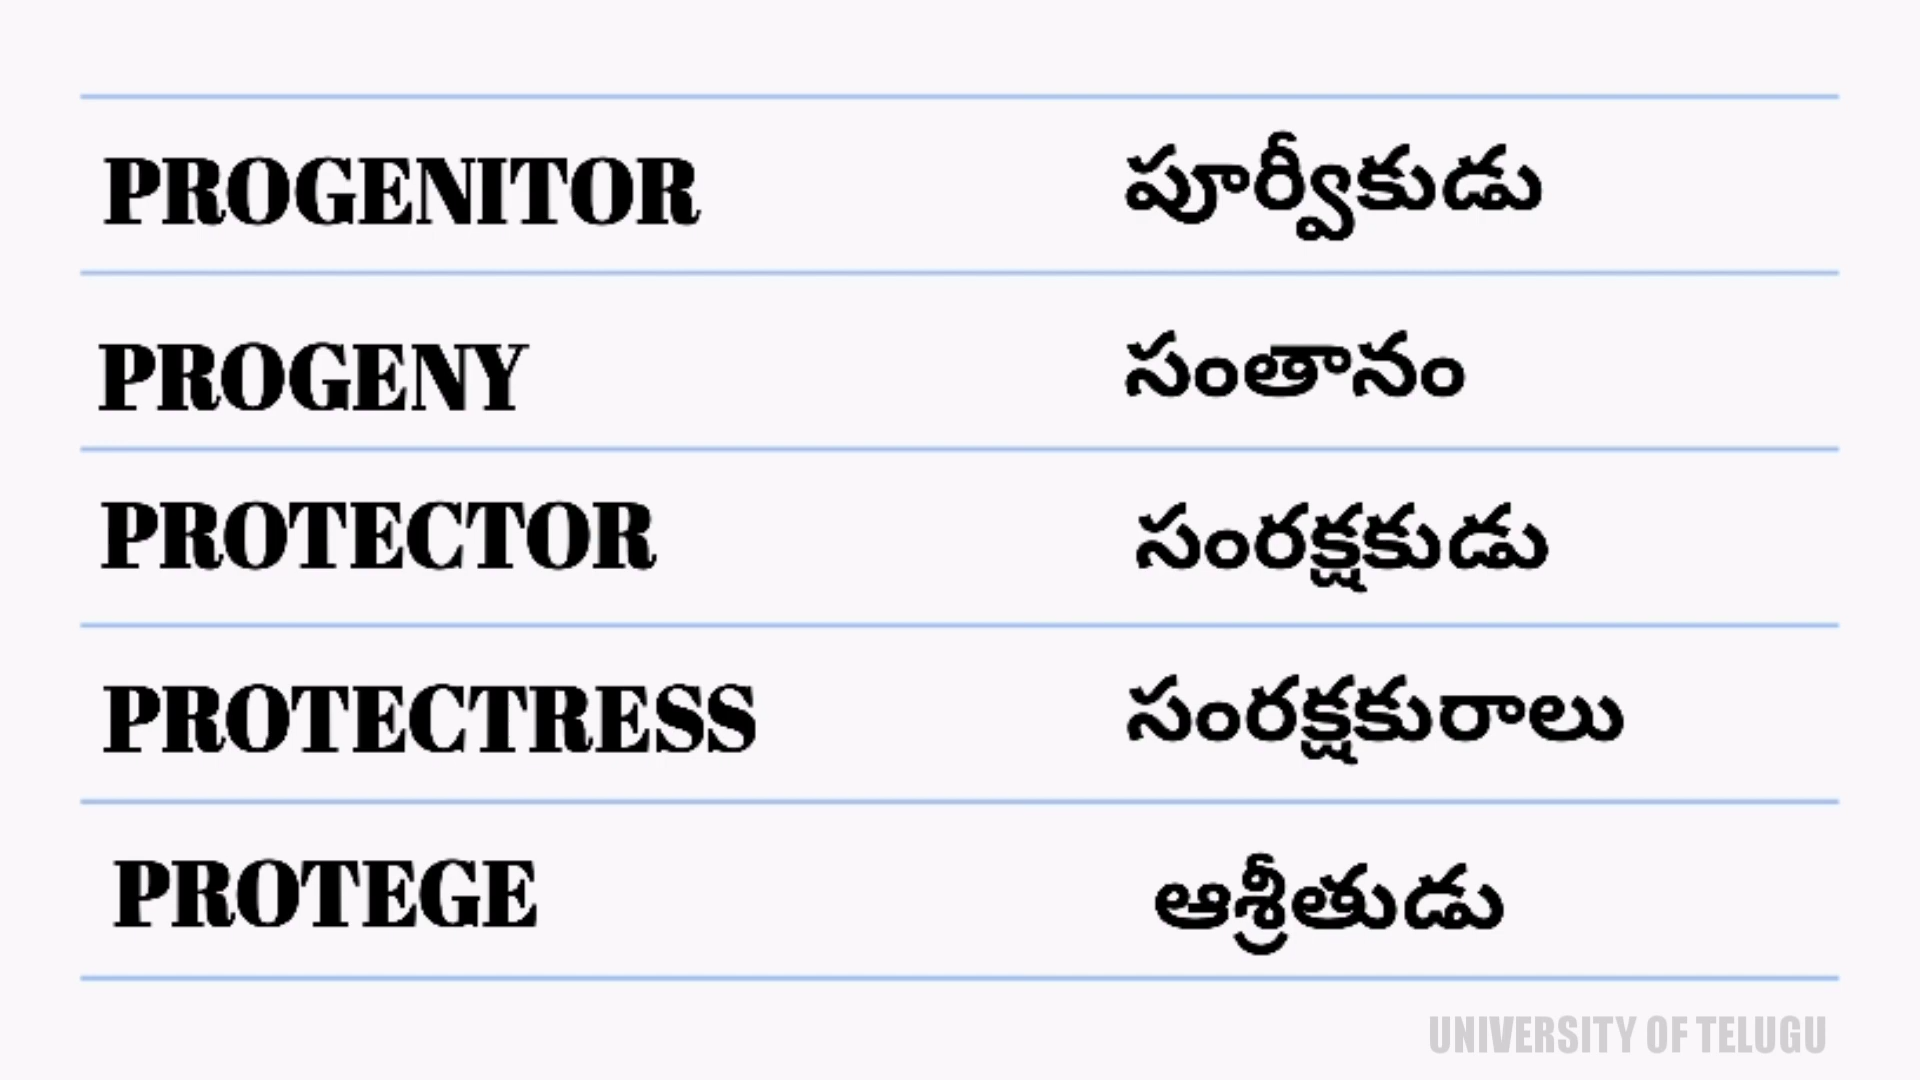 PROGENITOR పూర్వీకుడు
PROGENY సంతానం
PROTECTOR సంరక్షకుడు
PROTECTRESS సంరక్షకురాలు
PROTEGE ఆశ్రీతుడు
UNIVERSITY OF TELUGU